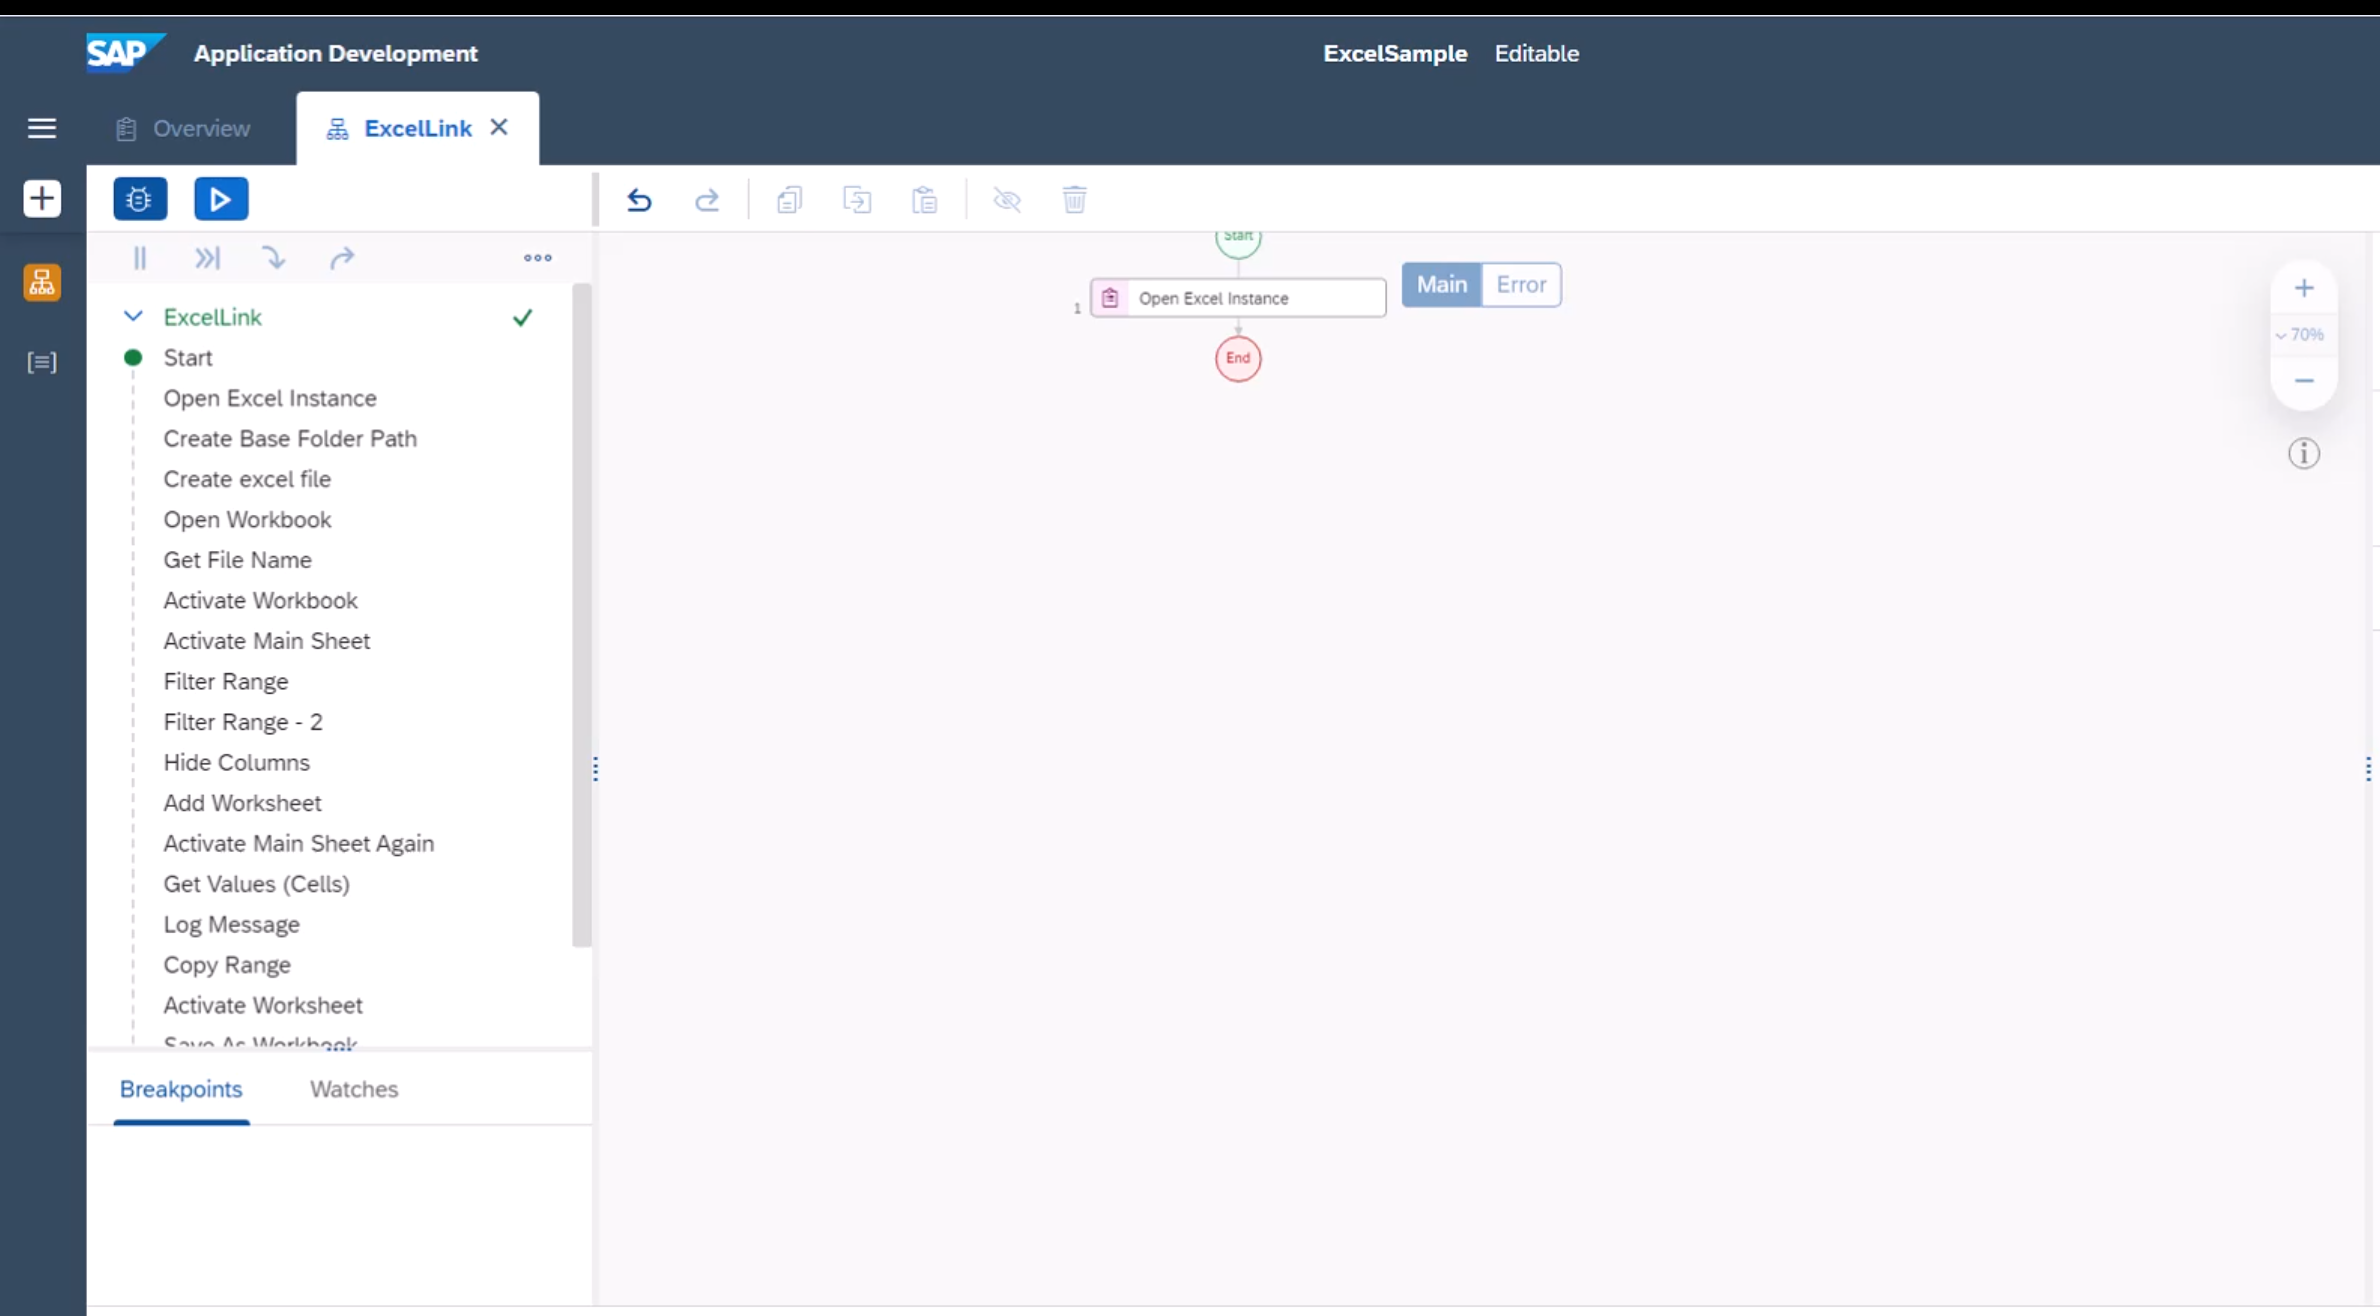 SAP Application Development ExcelSample Editable
Overview ExcelLink
Start
Open Excel Instance
1
Main Error
End
70%
ExcelLink
Start
Open Excel Instance
Create Base Folder Path
Create excel file
Open Workbook
Get File Name
Activate Workbook
Activate Main Sheet
Filter Range
Filter Range - 2
Hide Columns
Add Worksheet
Activate Main Sheet Again
Get Values (Cells)
Log Message
Copy Range
Activate Worksheet
Save As Workbook
Breakpoints Watches